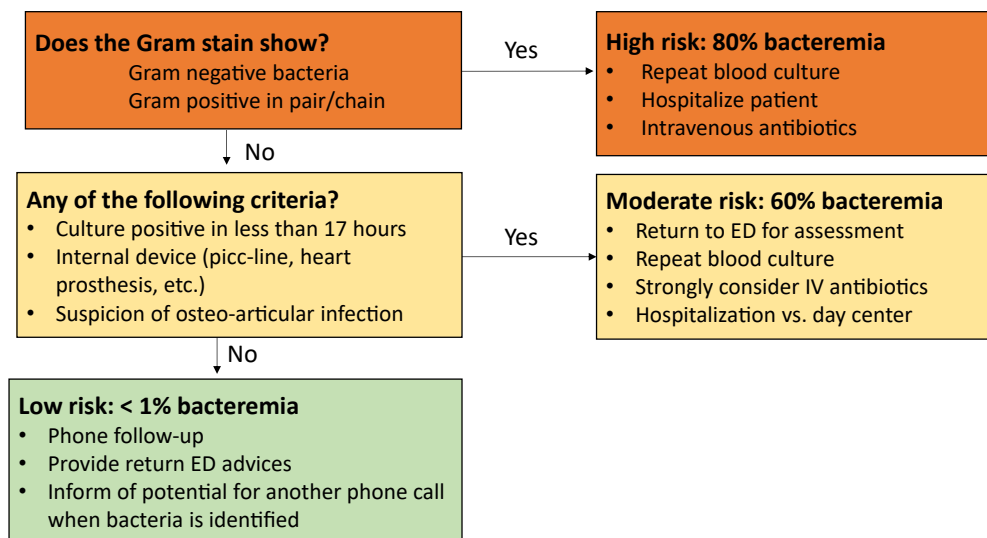 Does the Gram stain show?
Gram negative bacteria
Gram positive in pair/chain
Yes
High risk: 80% bacteremia
• Repeat blood culture
• Hospitalize patient
• Intravenous antibiotics
No
Any of the following criteria?
• Culture positive in less than 17 hours
• Internal device (picc-line, heart
prosthesis, etc.)
• Suspicion of osteo-articular infection
Yes
Moderate risk: 60% bacteremia
• Return to ED for assessment
• Repeat blood culture
• Strongly consider IV antibiotics
• Hospitalization vs. day center
No
Low risk: < 1% bacteremia
• Phone follow-up
• Provide return ED advices
• Inform of potential for another phone call
when bacteria is identified